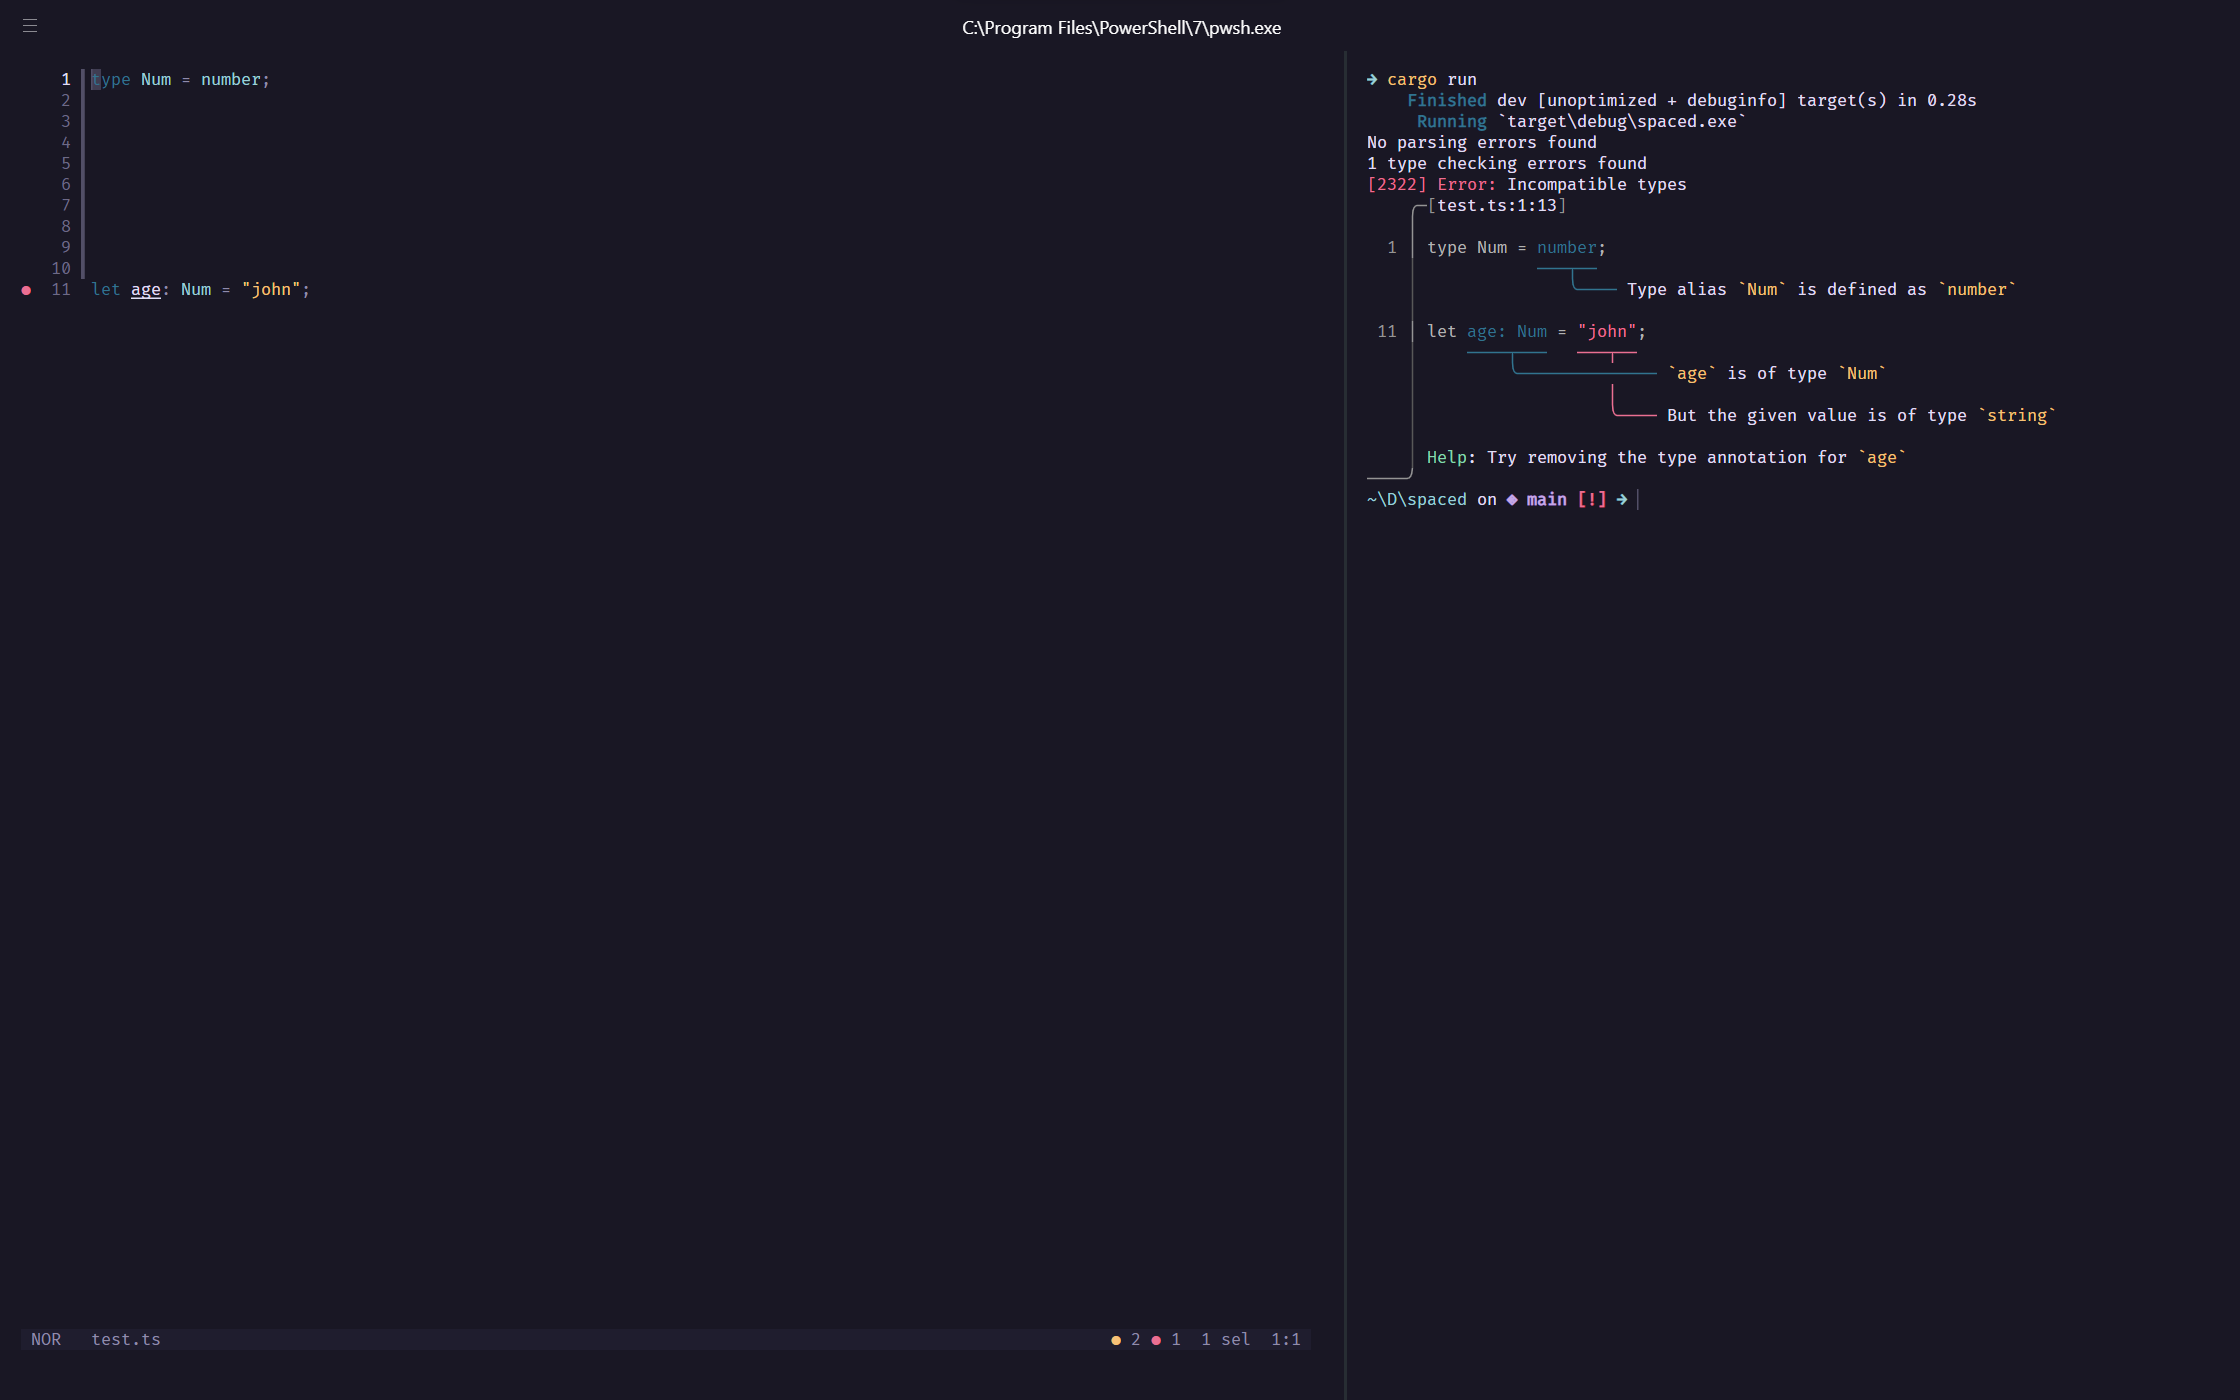 C:\Program Files\PowerShell\7\pwsh.exe
1 type Num = number;
2
3
4
5
6
7
8
9
10
11 let age: Num = "john";
NOR test.ts ● 2 ● 1 1 sel 1:1
➜ cargo run
Finished dev [unoptimized + debuginfo] target(s) in 0.28s
Running `target\debug\spaced.exe`
No parsing errors found
1 type checking errors found
[2322] Error: Incompatible types
[test.ts:1:13]
1 │ type Num = number;
Type alias `Num` is defined as `number`
11 │ let age: Num = "john";
`age` is of type `Num`
But the given value is of type `string`
Help: Try removing the type annotation for `age`
~\D\spaced on ◆ main [!] ➜